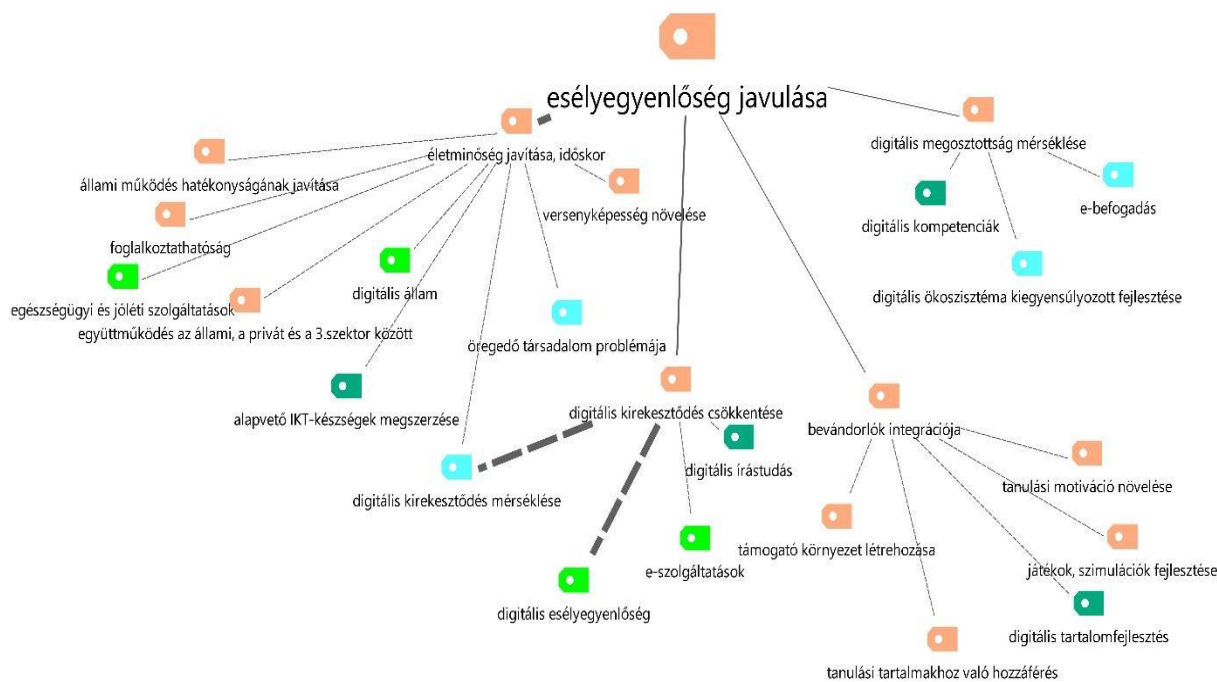 esélyegyenlőség javulása
életminőség javítása, időskor
digitális megosztottság mérséklése
állami működés hatékonyságának javítása
versenyképesség növelése
digitális kompetenciák
e-befogadás
foglalkoztathatóság
digitális állam
digitális ökoszisztéma kiegyensúlyozott fejlesztése
egészségügyi és jóléti szolgáltatások
együttműködés az állami, a privát és a 3.szektor között
öregedő társadalom problémája
alapvető IKT-készségek megszerzése
digitális kirekesztődés csökkentése
bevándorlók integrációja
digitális írástudás
digitális kirekesztődés mérséklése
tanulási motiváció növelése
támogató környezet létrehozása
e-szolgáltatások
játékok, szimulációk fejlesztése
digitális esélyegyenlőség
digitális tartalomfejlesztés
tanulási tartalmakhoz való hozzáférés